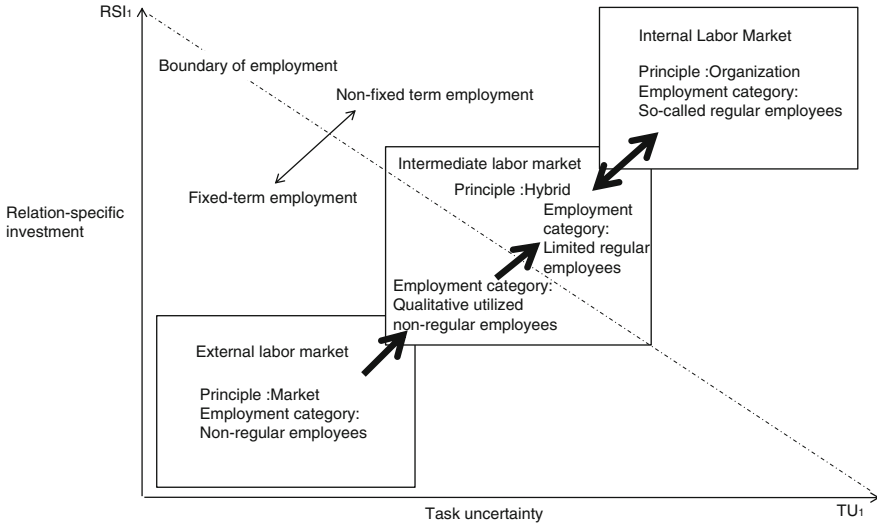 RSI1
Boundary of employment
Non-fixed term employment
Fixed-term employment
Relation-specific
investment
Internal Labor Market
Principle :Organization
Employment category:
So-called regular employees
Intermediate labor market
Principle :Hybrid
Employment
category:
Limited regular
employees
Employment category:
Qualitative utilized
non-regular employees
External labor market
Principle :Market
Employment category:
Non-regular employees
Task uncertainty
TU1